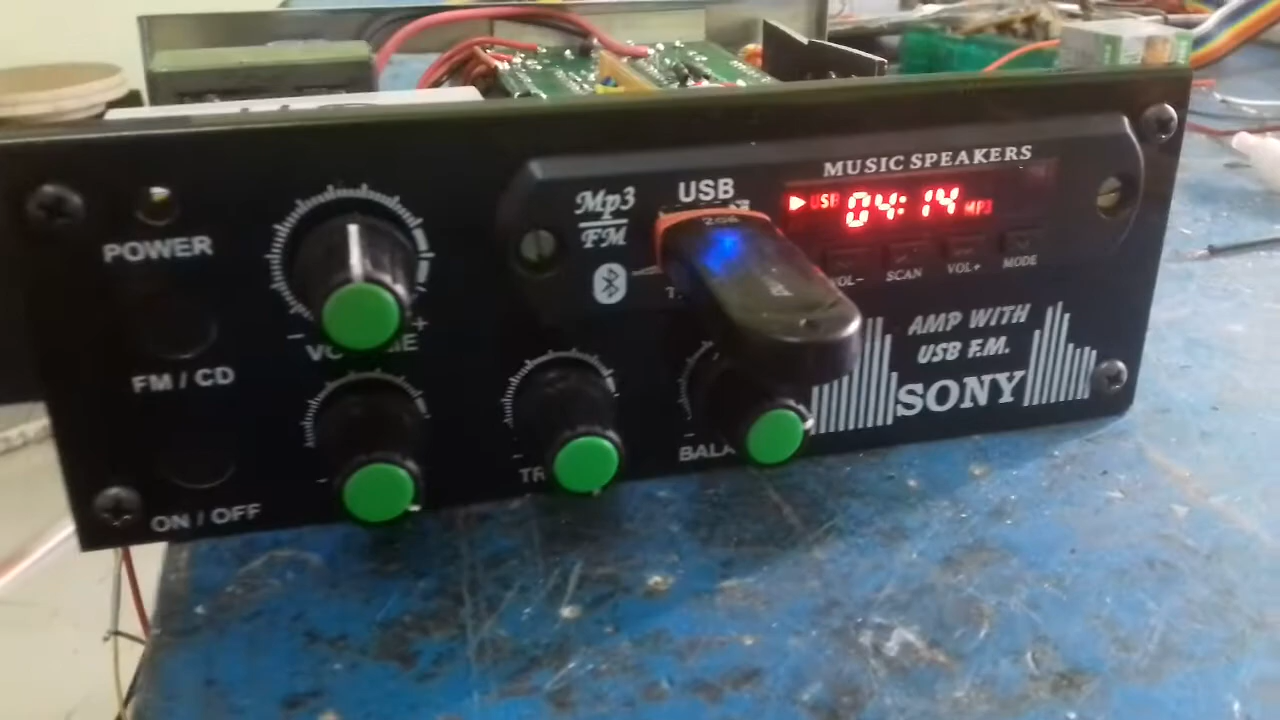 MUSIC SPEAKERS
Mp3
FM
USB
USB 04:14 MP3
POWER
SCAN
VOL+
MODE
FM / CD
AMP WITH
USB F.M.
SONY
ON / OFF